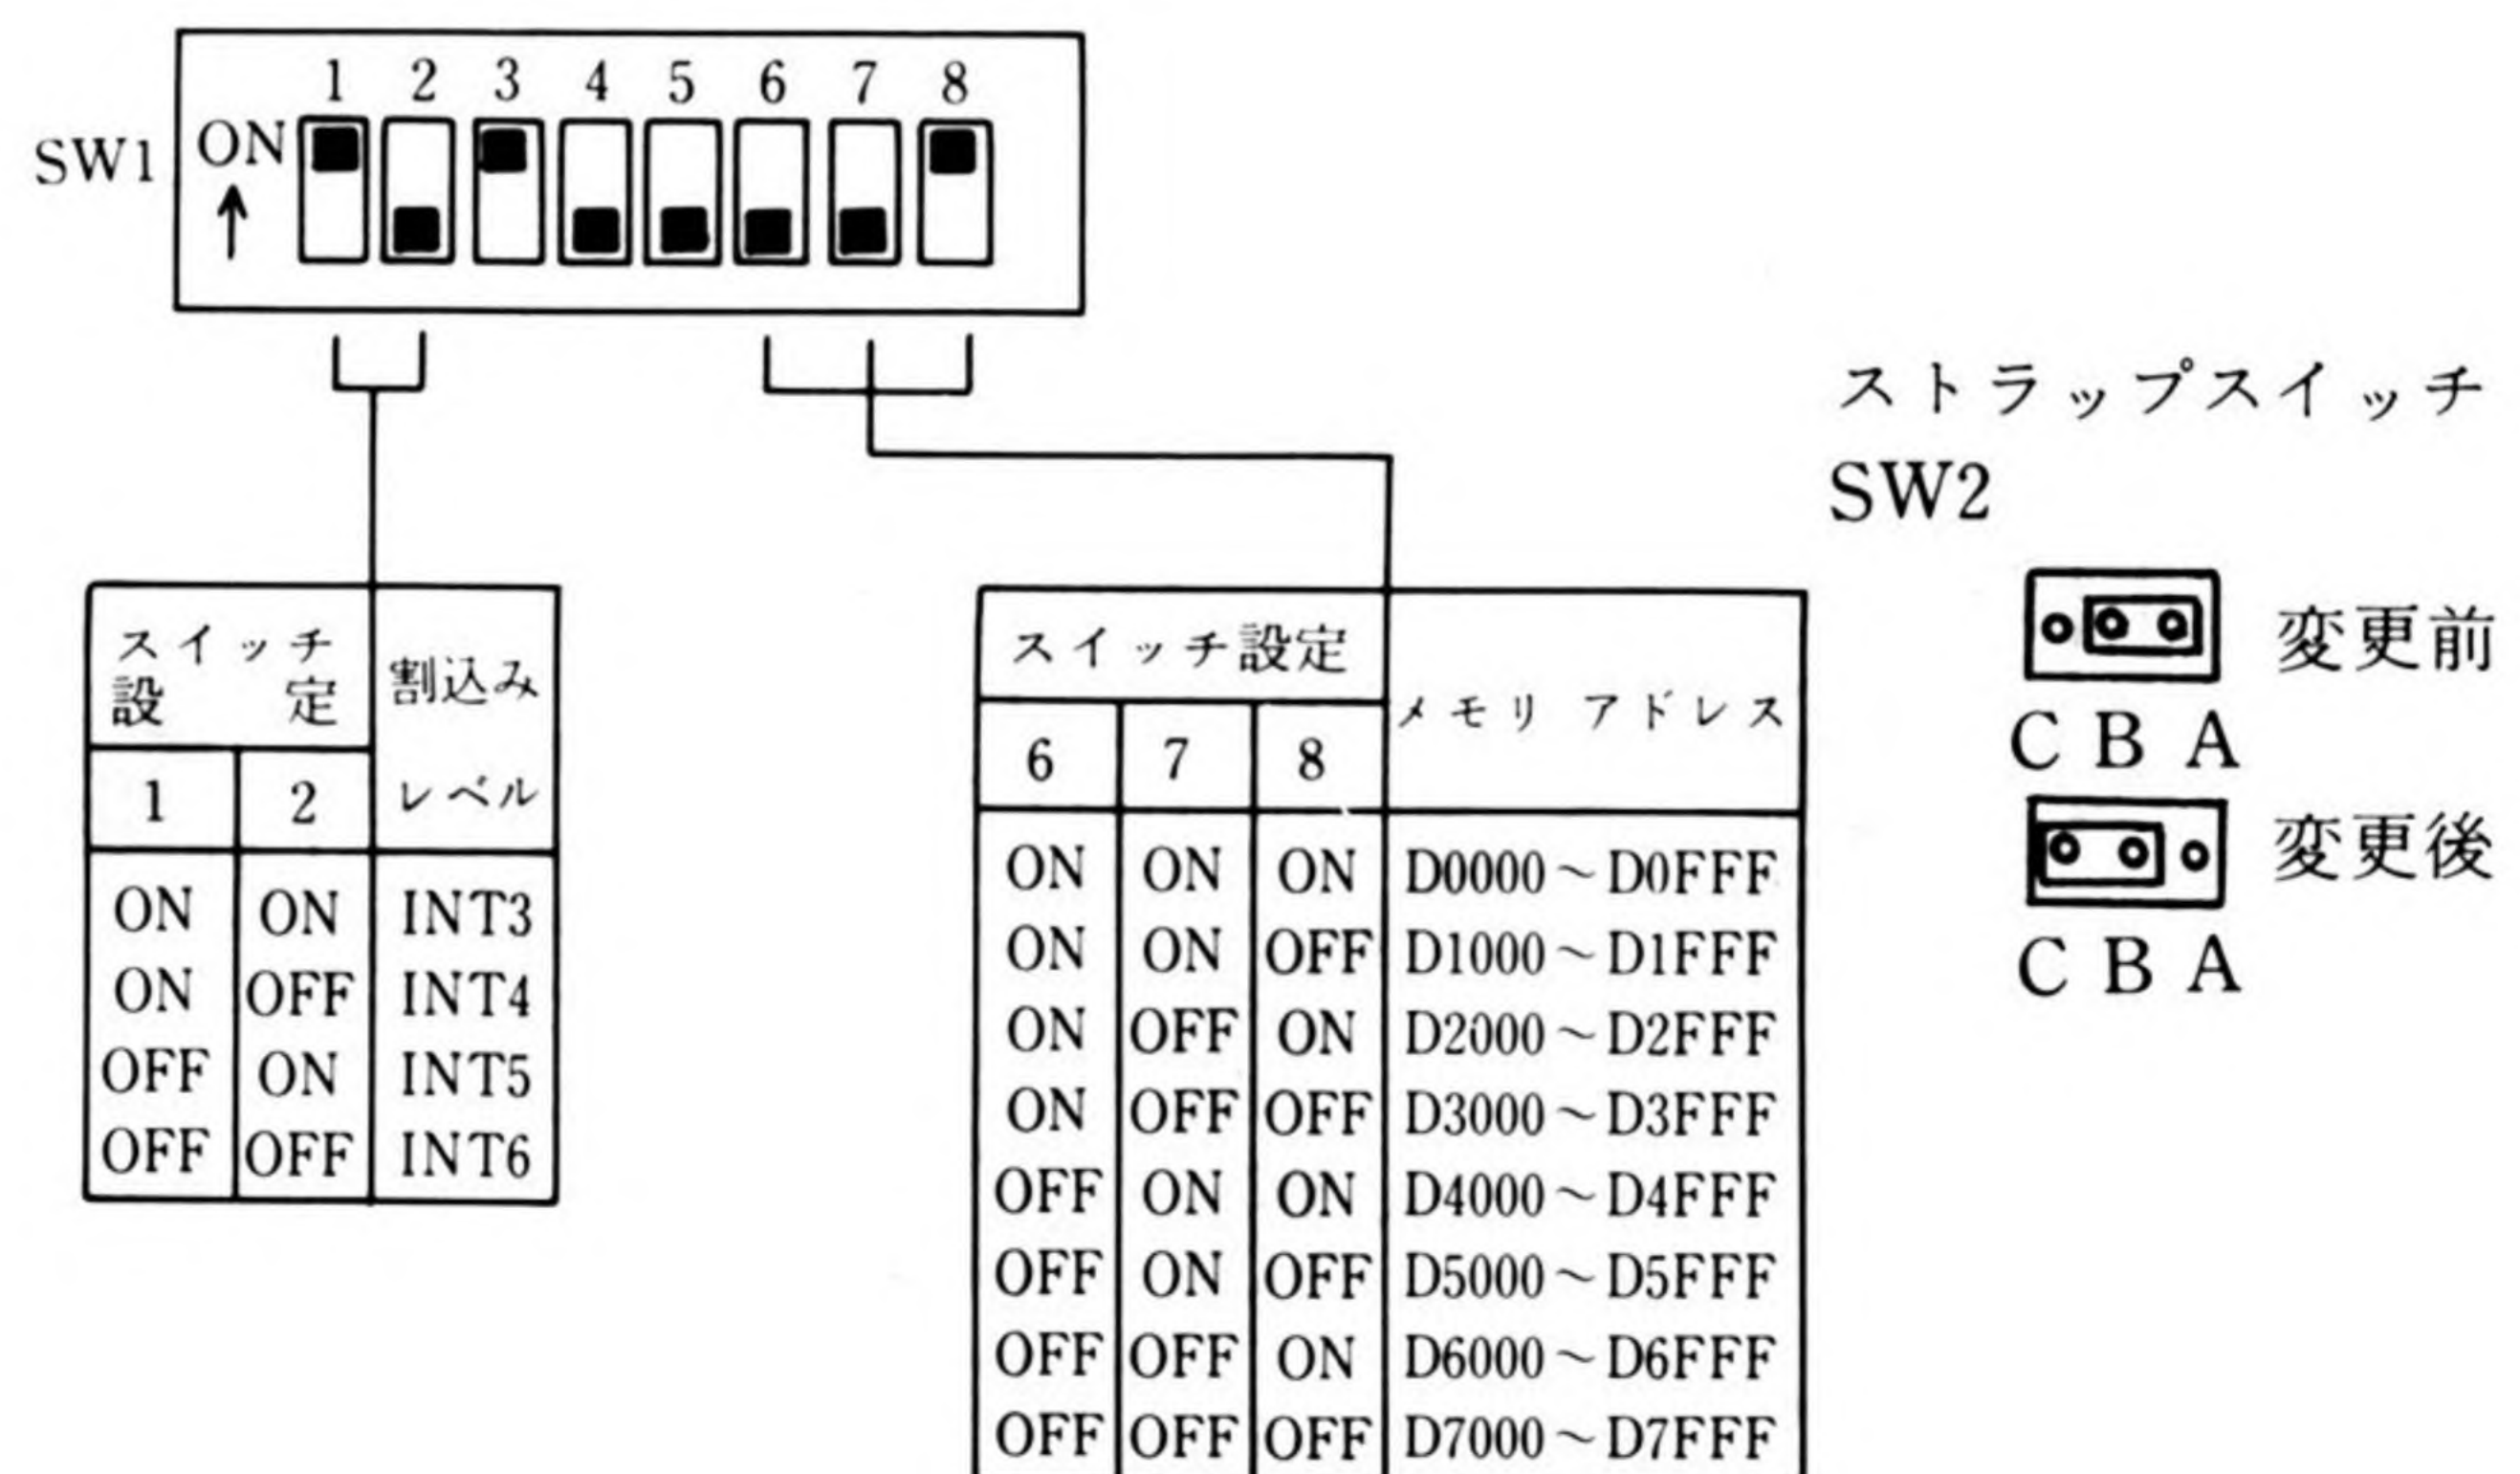 1 2 3 4 5 6 7 8
SW1 ON
↑
ストラップスイッチ
SW2
変更前
C B A
変更後
C B A
スイッチ
設 定
割込み
レベル
1 2
ON ON INT3
ON OFF INT4
OFF ON INT5
OFF OFF INT6
スイッチ設定
メモリ アドレス
6 7 8
ON ON ON D0000~D0FFF
ON ON OFF D1000~D1FFF
ON OFF ON D2000~D2FFF
ON OFF OFF D3000~D3FFF
OFF ON ON D4000~D4FFF
OFF ON OFF D5000~D5FFF
OFF OFF ON D6000~D6FFF
OFF OFF OFF D7000~D7FFF